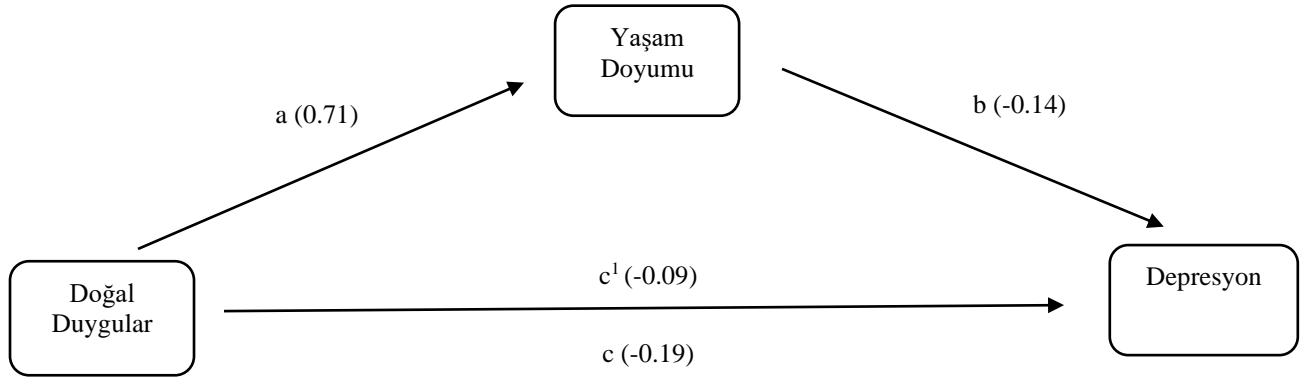 Yaşam
Doyumu
a (0.71)
b (-0.14)
Doğal
Duygular
c¹ (-0.09)
Depresyon
c (-0.19)